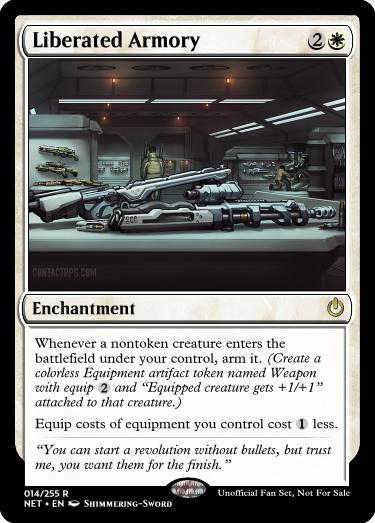 Liberated Armory 2
CONTACTRPG.COM
Enchantment
Whenever a nontoken creature enters the
battlefield under your control, arm it. (Create a
colorless Equipment artifact token named Weapon
with equip 2 and “Equipped creature gets +1/+1”
attached to that creature.)
Equip costs of equipment you control cost 1 less.
“You can start a revolution without bullets, but trust
me, you want them for the finish.”
014/255 R
NET • EN Shimmering-Sword
Unofficial Fan Set, Not For Sale